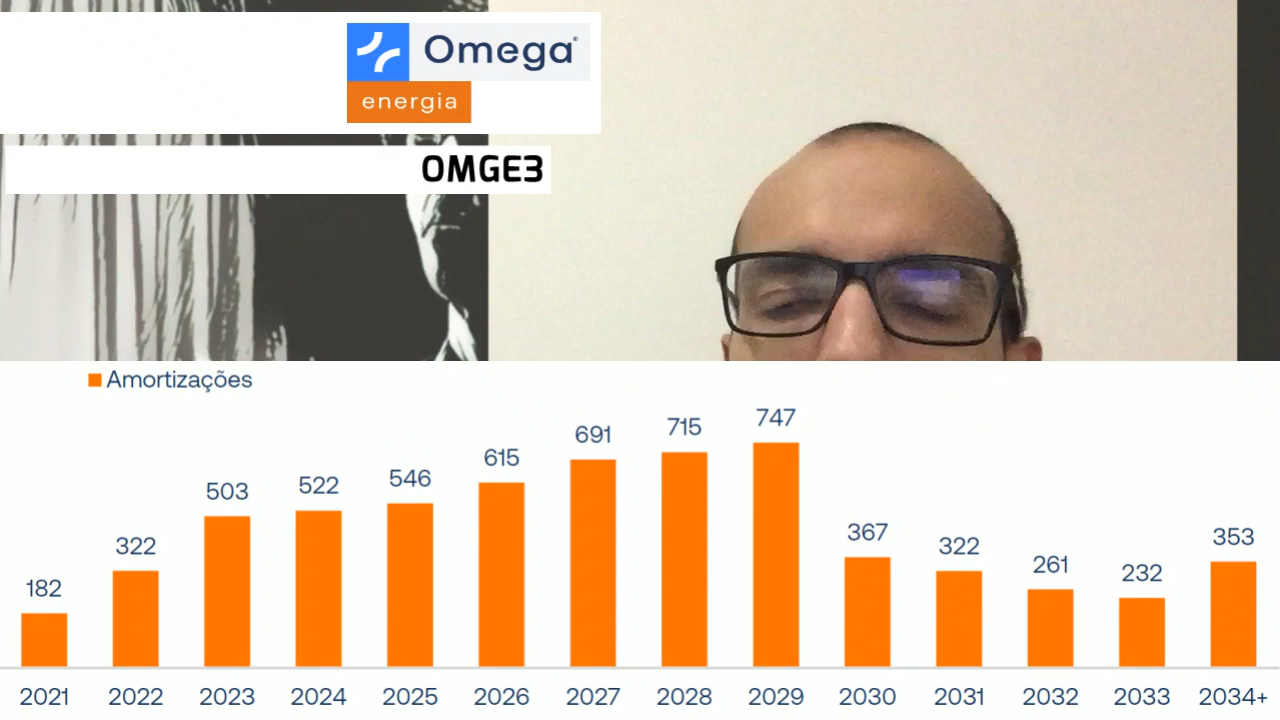 Omega
energia
OMGE3
Amortizações
182 322 503 522 546 615 691 715 747 367 322 261 232 353
2021 2022 2023 2024 2025 2026 2027 2028 2029 2030 2031 2032 2033 2034+